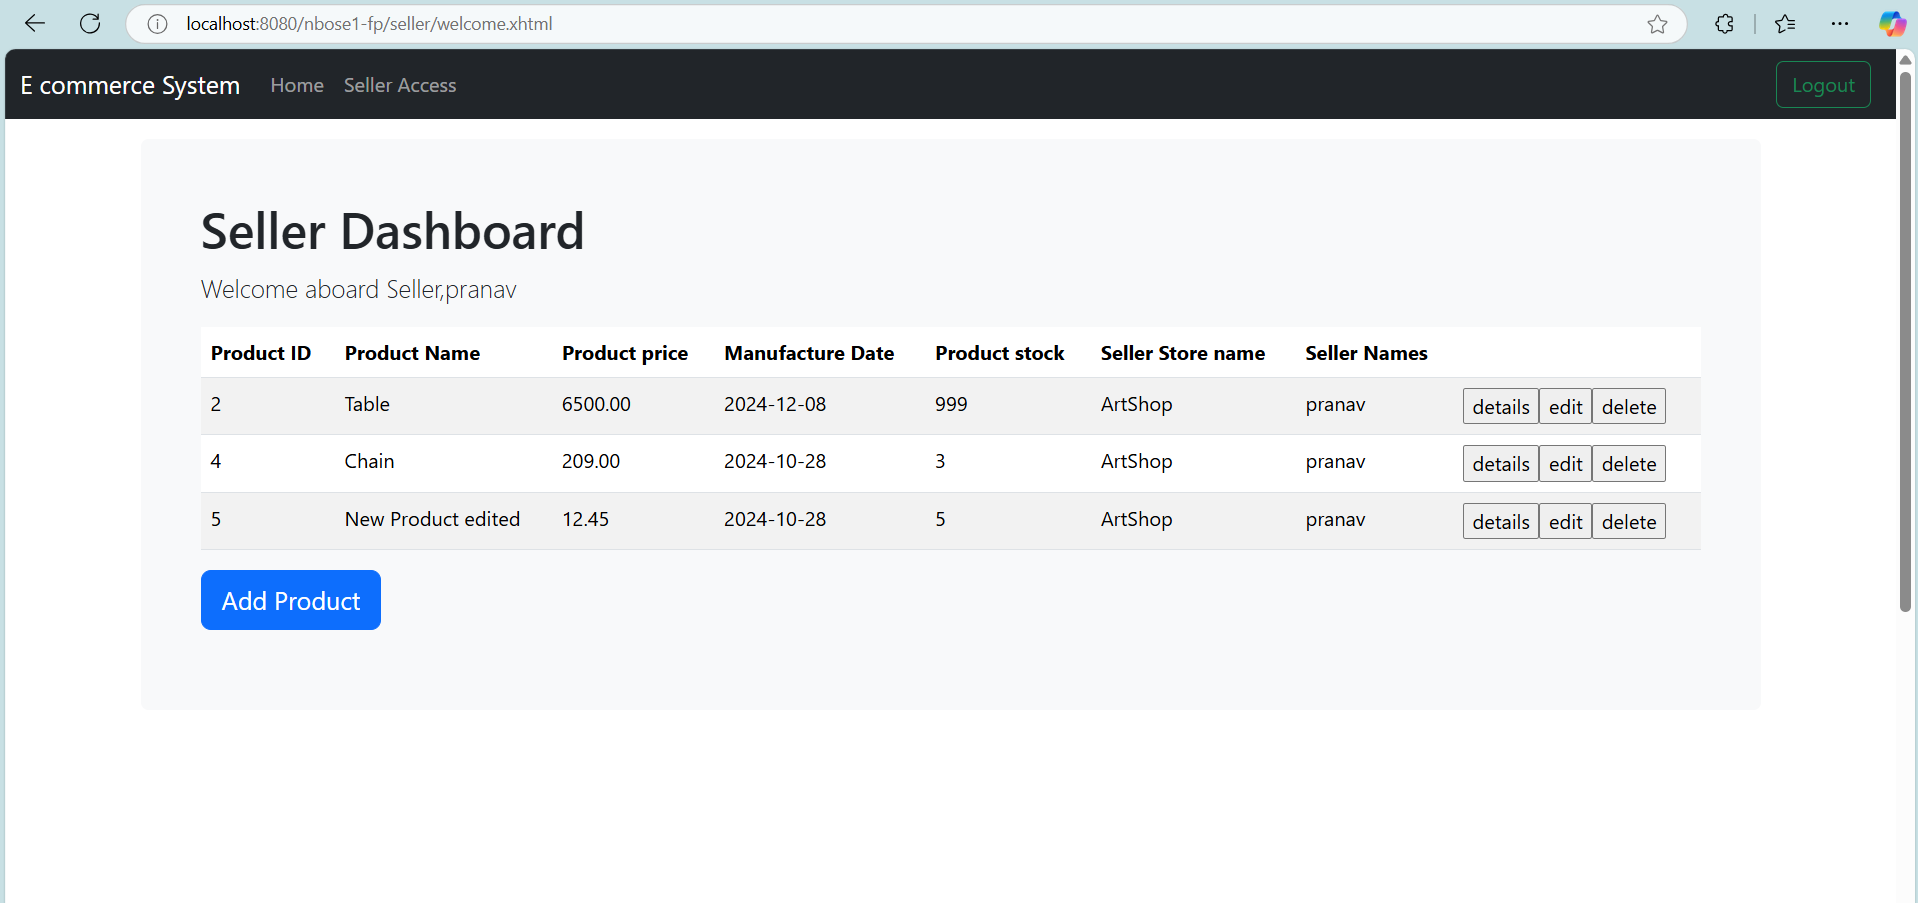 localhost:8080/nbose1-fp/seller/welcome.xhtml
E commerce System Home Seller Access Logout
Seller Dashboard
Welcome aboard Seller,pranav
Product ID Product Name Product price Manufacture Date Product stock Seller Store name Seller Names
2 Table 6500.00 2024-12-08 999 ArtShop pranav details edit delete
4 Chain 209.00 2024-10-28 3 ArtShop pranav details edit delete
5 New Product edited 12.45 2024-10-28 5 ArtShop pranav details edit delete
Add Product